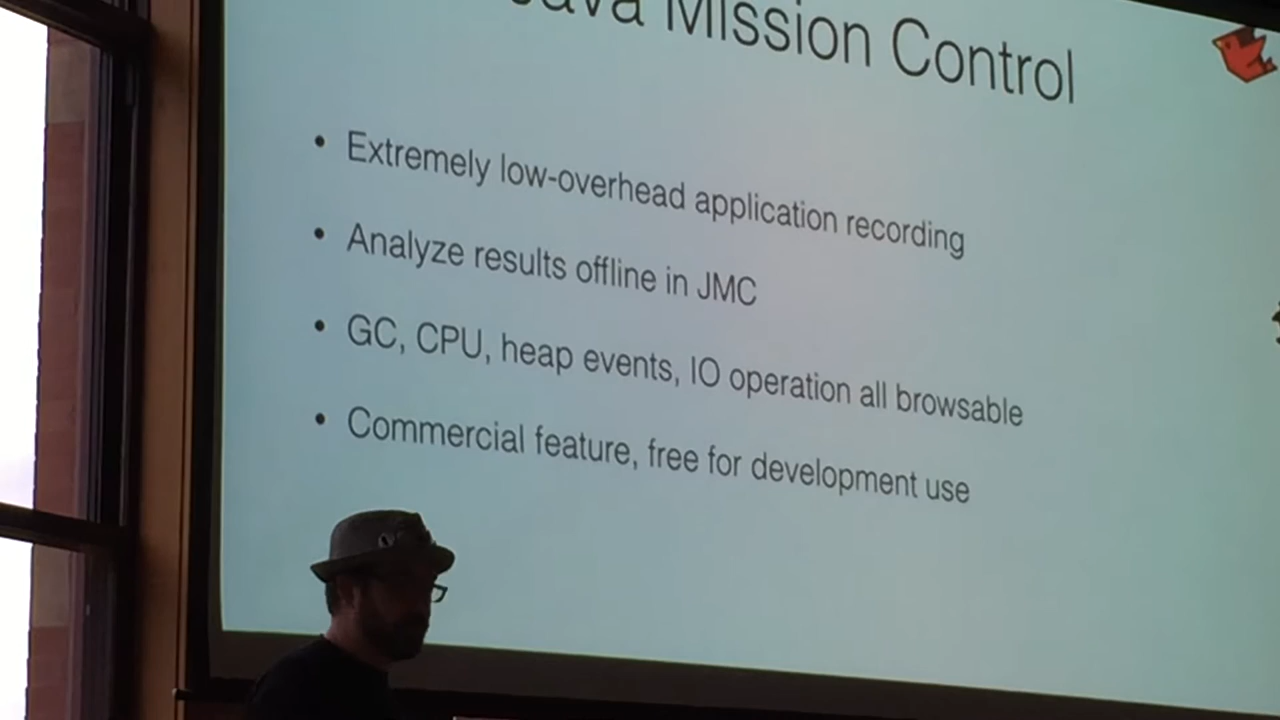 Java Mission Control
• Extremely low-overhead application recording
• Analyze results offline in JMC
• GC, CPU, heap events, IO operation all browsable
• Commercial feature, free for development use